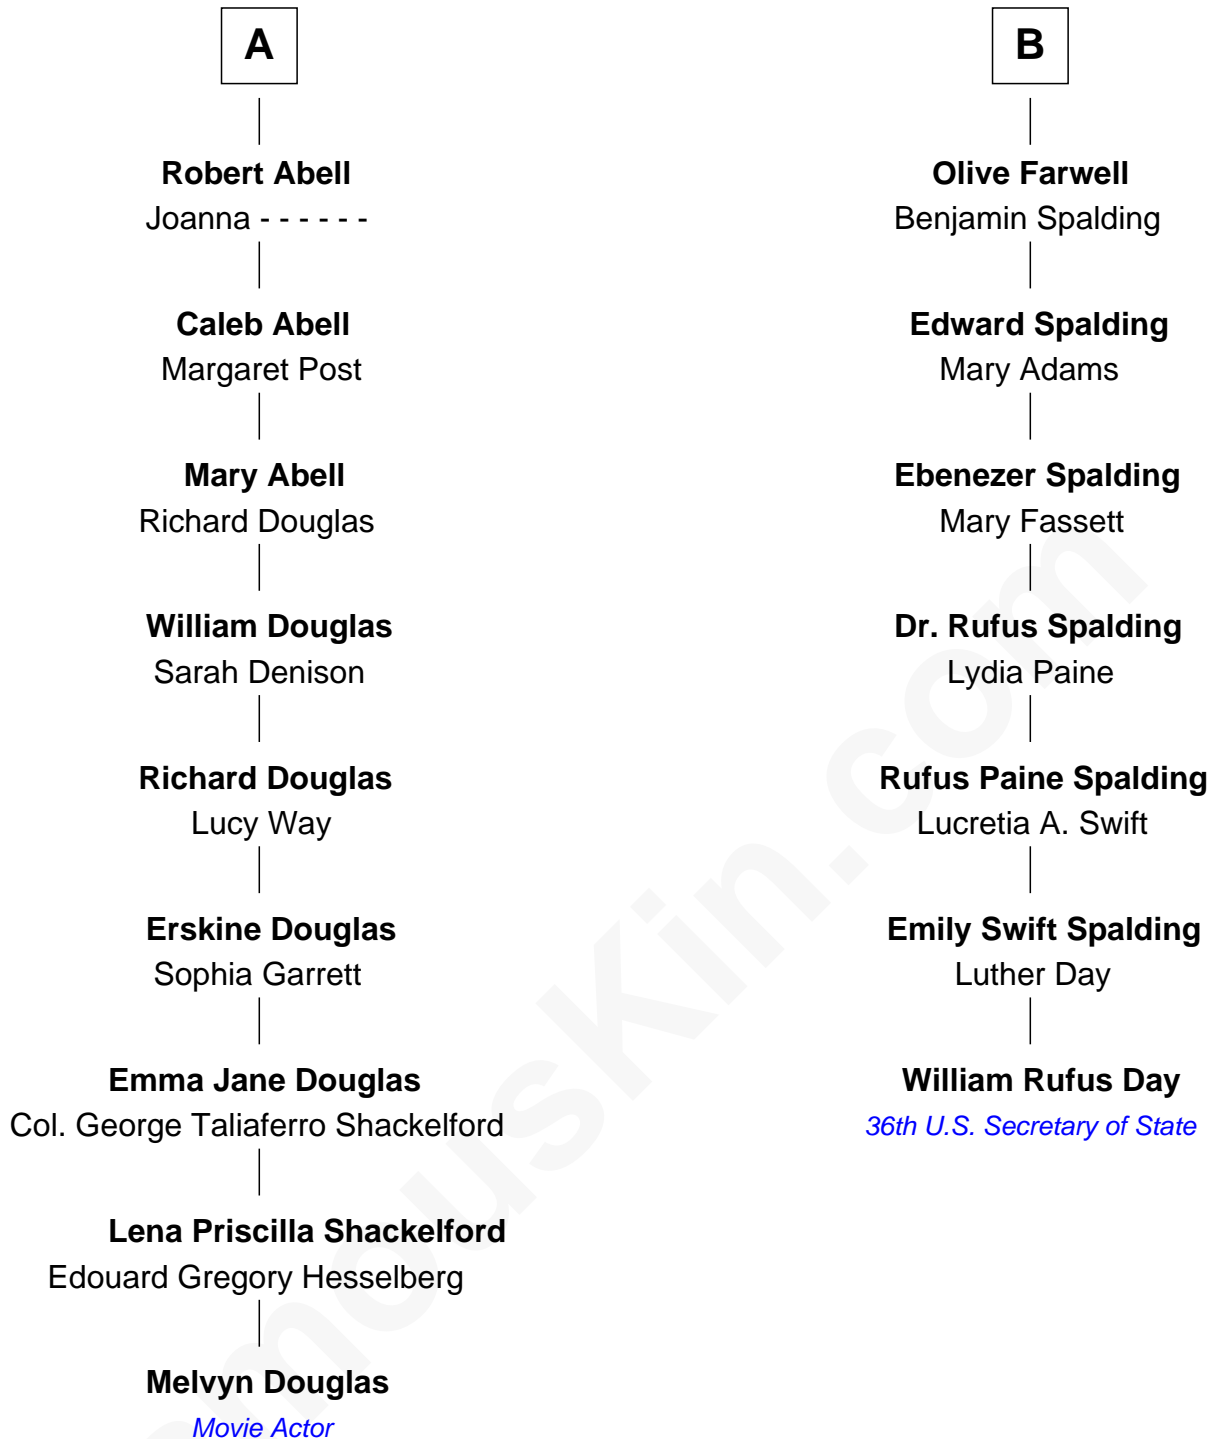 A
Robert Abell
Joanna - - - - - -
Caleb Abell
Margaret Post
Mary Abell
Richard Douglas
William Douglas
Sarah Denison
Richard Douglas
Lucy Way
Erskine Douglas
Sophia Garrett
Emma Jane Douglas
Col. George Taliaferro Shackelford
Lena Priscilla Shackelford
Edouard Gregory Hesselberg
Melvyn Douglas
Movie Actor
B
Olive Farwell
Benjamin Spalding
Edward Spalding
Mary Adams
Ebenezer Spalding
Mary Fassett
Dr. Rufus Spalding
Lydia Paine
Rufus Paine Spalding
Lucretia A. Swift
Emily Swift Spalding
Luther Day
William Rufus Day
36th U.S. Secretary of State
mousKin.com